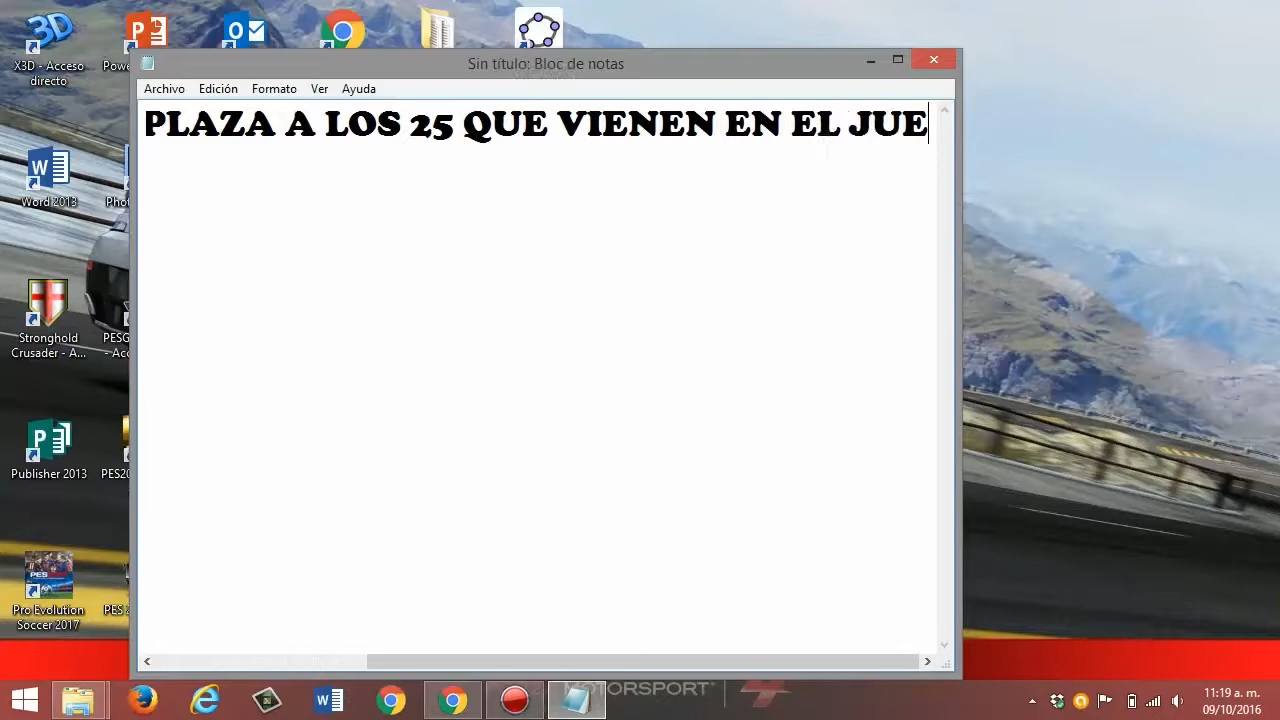 X3D - Acceso
directo
Sin título: Bloc de notas
Archivo Edición Formato Ver Ayuda
PLAZA A LOS 25 QUE VIENEN EN EL JUE
Word 2013
Stronghold
Crusader - A...
Publisher 2013
Pro Evolution
Soccer 2017
11:19 a. m.
09/10/2016